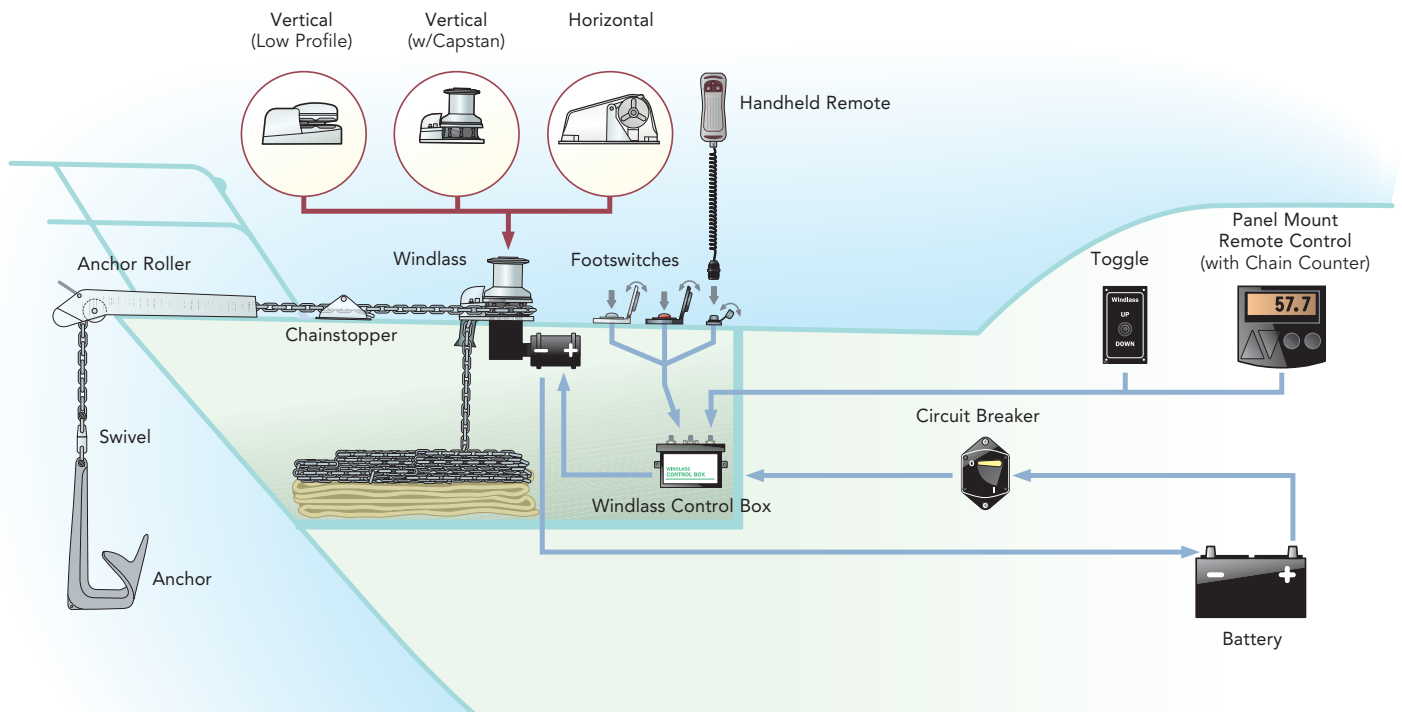 Vertical
(Low Profile)
Vertical
(w/Capstan)
Horizontal
Handheld Remote
Anchor Roller
Windlass
Footswitches
Toggle
Panel Mount
Remote Control
(with Chain Counter)
Chainstopper
Windlass
UP
DOWN
57.7
- +
Swivel
Circuit Breaker
O
I
WINDLASS
CONTROL BOX
Windlass Control Box
Anchor
- +
Battery